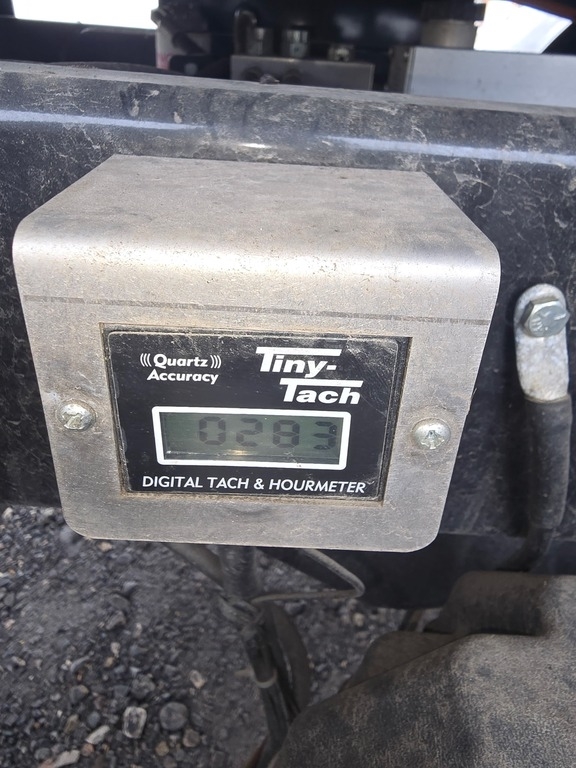 (((Quartz)))
Accuracy
Tiny-
Tach
0283
DIGITAL TACH & HOURMETER